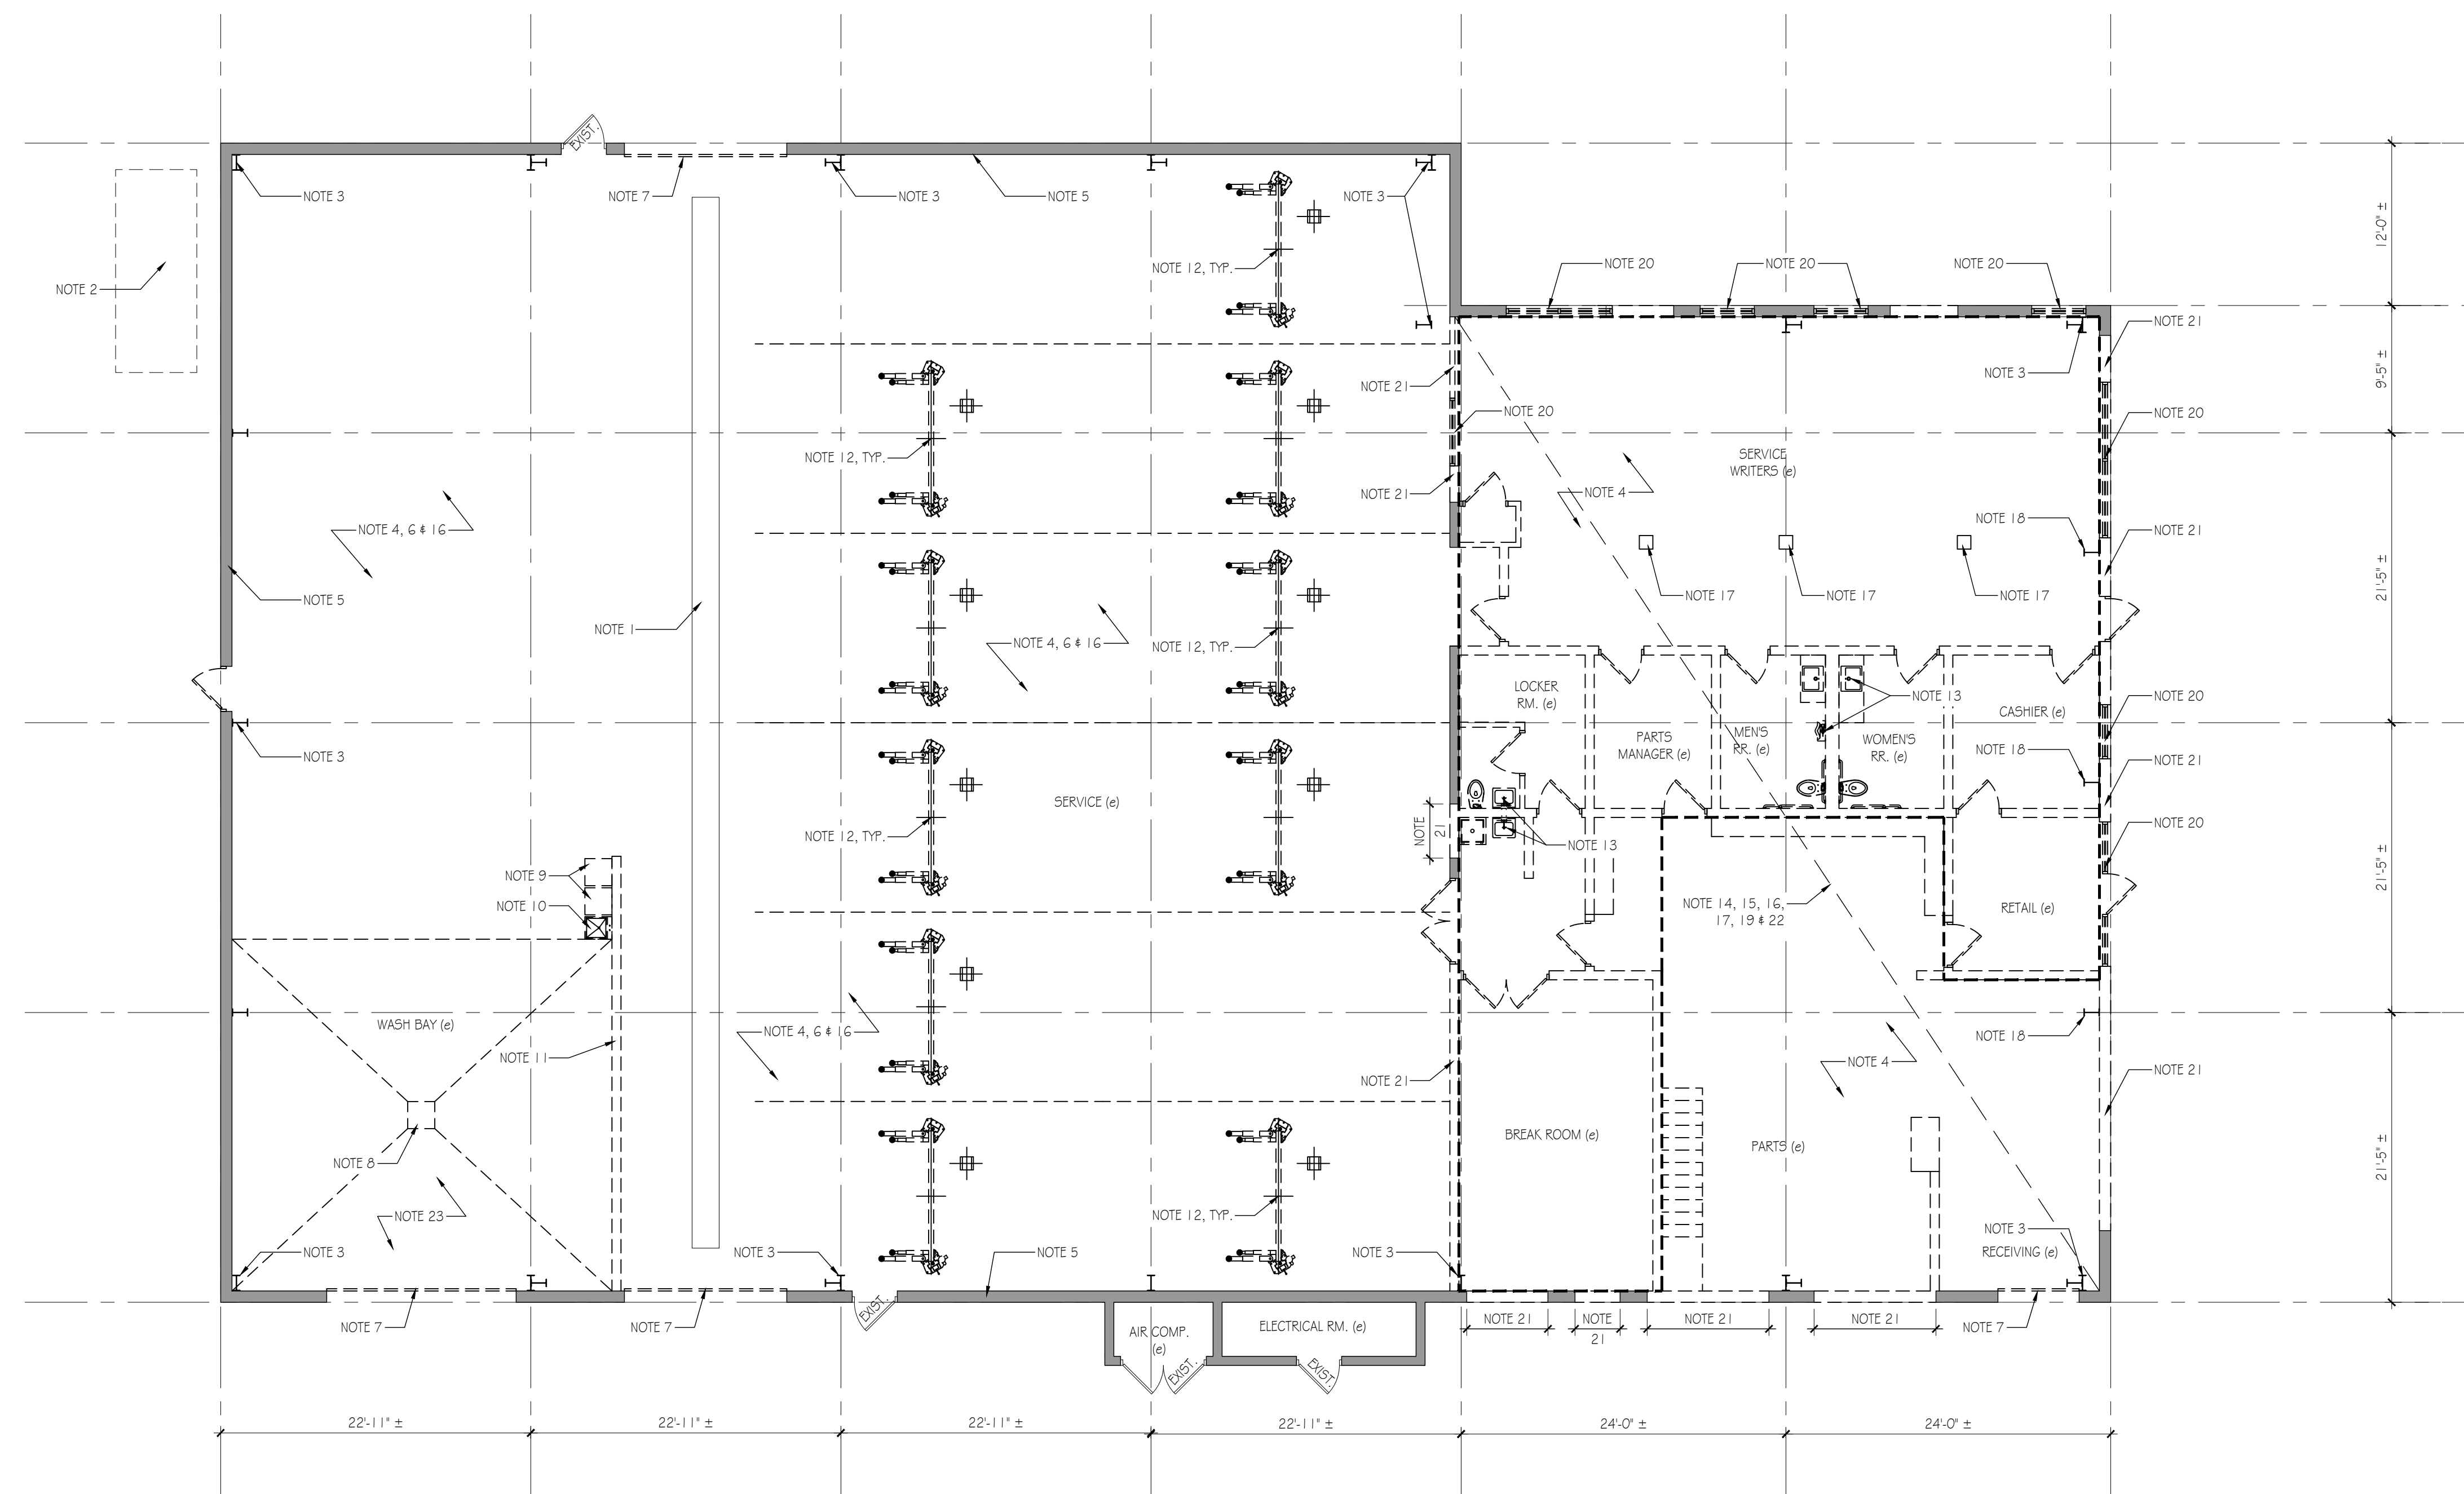 EXIST.
NOTE 3
NOTE 7
NOTE 3
NOTE 5
NOTE 3
12'-0" ±
NOTE 2
NOTE 12, TYP.
NOTE 20
NOTE 20
NOTE 20
NOTE 21
NOTE 3
9'-5" ±
NOTE 21
NOTE 20
NOTE 20
NOTE 12, TYP.
SERVICE
WRITERS (e)
NOTE 21
NOTE 4
NOTE 4, 6 & 16
NOTE 18
NOTE 21
NOTE 5
NOTE 17
NOTE 17
NOTE 17
21'-5" ±
NOTE 1
NOTE 4, 6 & 16
NOTE 12, TYP.
LOCKER
RM. (e)
NOTE 13
NOTE 20
CASHIER (e)
PARTS
MANAGER (e)
MEN'S
RR. (e)
WOMEN'S
RR. (e)
NOTE 3
NOTE 18
NOTE 21
SERVICE (e)
NOTE 12, TYP.
NOTE
21
NOTE 20
NOTE 13
21'-5" ±
NOTE 9
NOTE 10
NOTE 14, 15, 16,
17, 19 & 22
RETAIL (e)
WASH BAY (e)
NOTE 4, 6 & 16
NOTE 11
NOTE 18
NOTE 4
NOTE 21
NOTE 21
BREAK ROOM (e)
PARTS (e)
21'-5" ±
NOTE 8
NOTE 23
NOTE 12, TYP.
NOTE 3
NOTE 3
NOTE 3
NOTE 5
NOTE 3
RECEIVING (e)
EXIST.
NOTE 7
NOTE 7
AIR COMP.
(e)
ELECTRICAL RM. (e)
NOTE 21
NOTE
21
NOTE 21
NOTE 21
NOTE 7
EXIST.
EXIST.
22'-11" ±
22'-11" ±
22'-11" ±
22'-11" ±
24'-0" ±
24'-0" ±